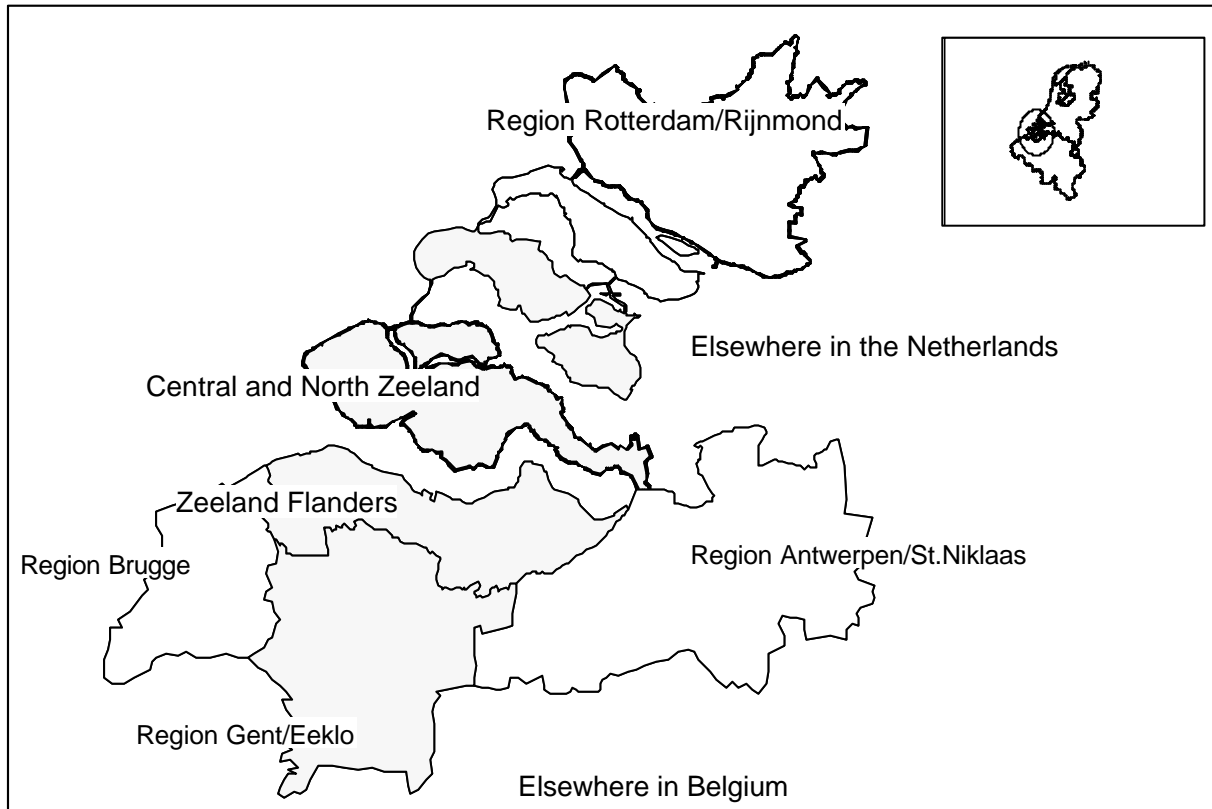 Region Rotterdam/Rijnmond
Elsewhere in the Netherlands
Central and North Zeeland
Zeeland Flanders
Region Brugge
Region Antwerpen/St.Niklaas
Region Gent/Eeklo
Elsewhere in Belgium